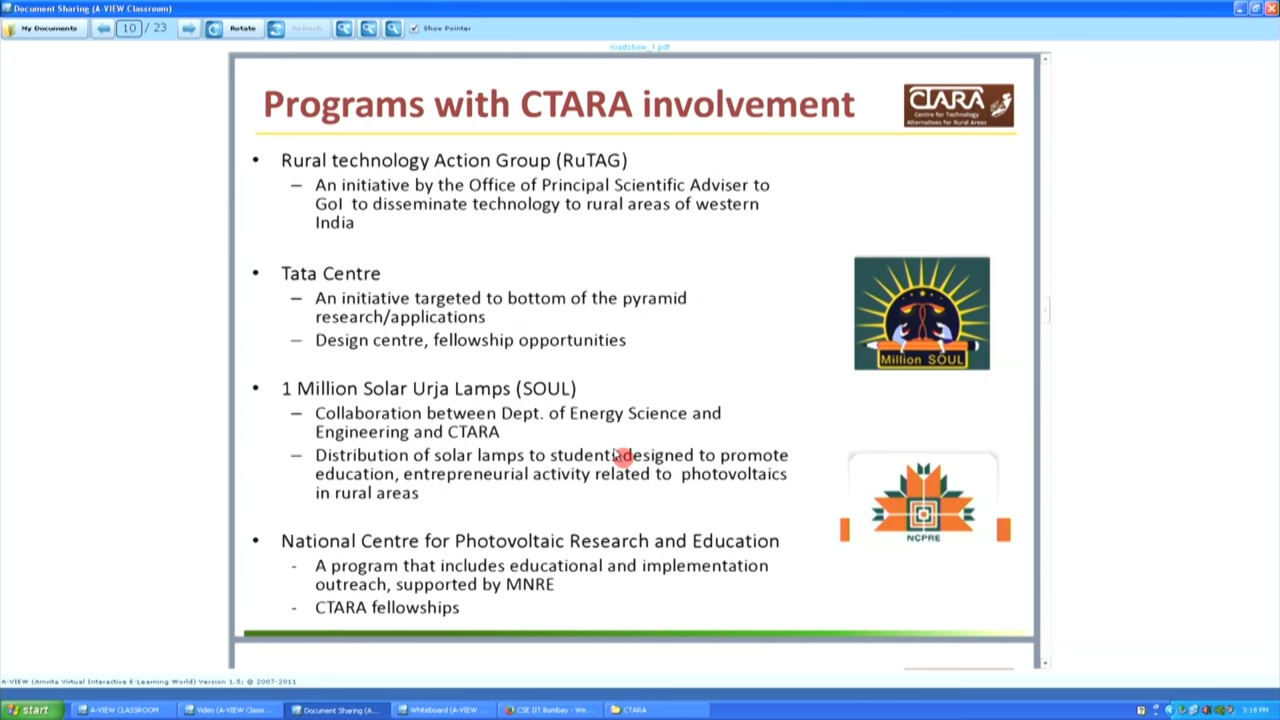 Document Sharing (A-VIEW Classroom)
My Documents 10 / 23 Rotate Refresh Show Pointer
roadshow_1.pdf
Programs with CTARA involvement
CTARA
Centre for Technology
Alternatives for Rural Areas
• Rural technology Action Group (RuTAG)
– An initiative by the Office of Principal Scientific Adviser to
GoI to disseminate technology to rural areas of western
India
• Tata Centre
– An initiative targeted to bottom of the pyramid
research/applications
– Design centre, fellowship opportunities
Million SOUL
• 1 Million Solar Urja Lamps (SOUL)
– Collaboration between Dept. of Energy Science and
Engineering and CTARA
– Distribution of solar lamps to students designed to promote
education, entrepreneurial activity related to photovoltaics
in rural areas
NCPRE
• National Centre for Photovoltaic Research and Education
- A program that includes educational and implementation
outreach, supported by MNRE
- CTARA fellowships
A-VIEW (Amrita Virtual Interactive E-Learning World) Version 1.5; © 2007-2011
start A-VIEW CLASSROOM Video (A-VIEW Classr... Document Sharing (A... Whiteboard (A-VIEW ... CSE IIT Bombay - We... CTARA 3:18 PM